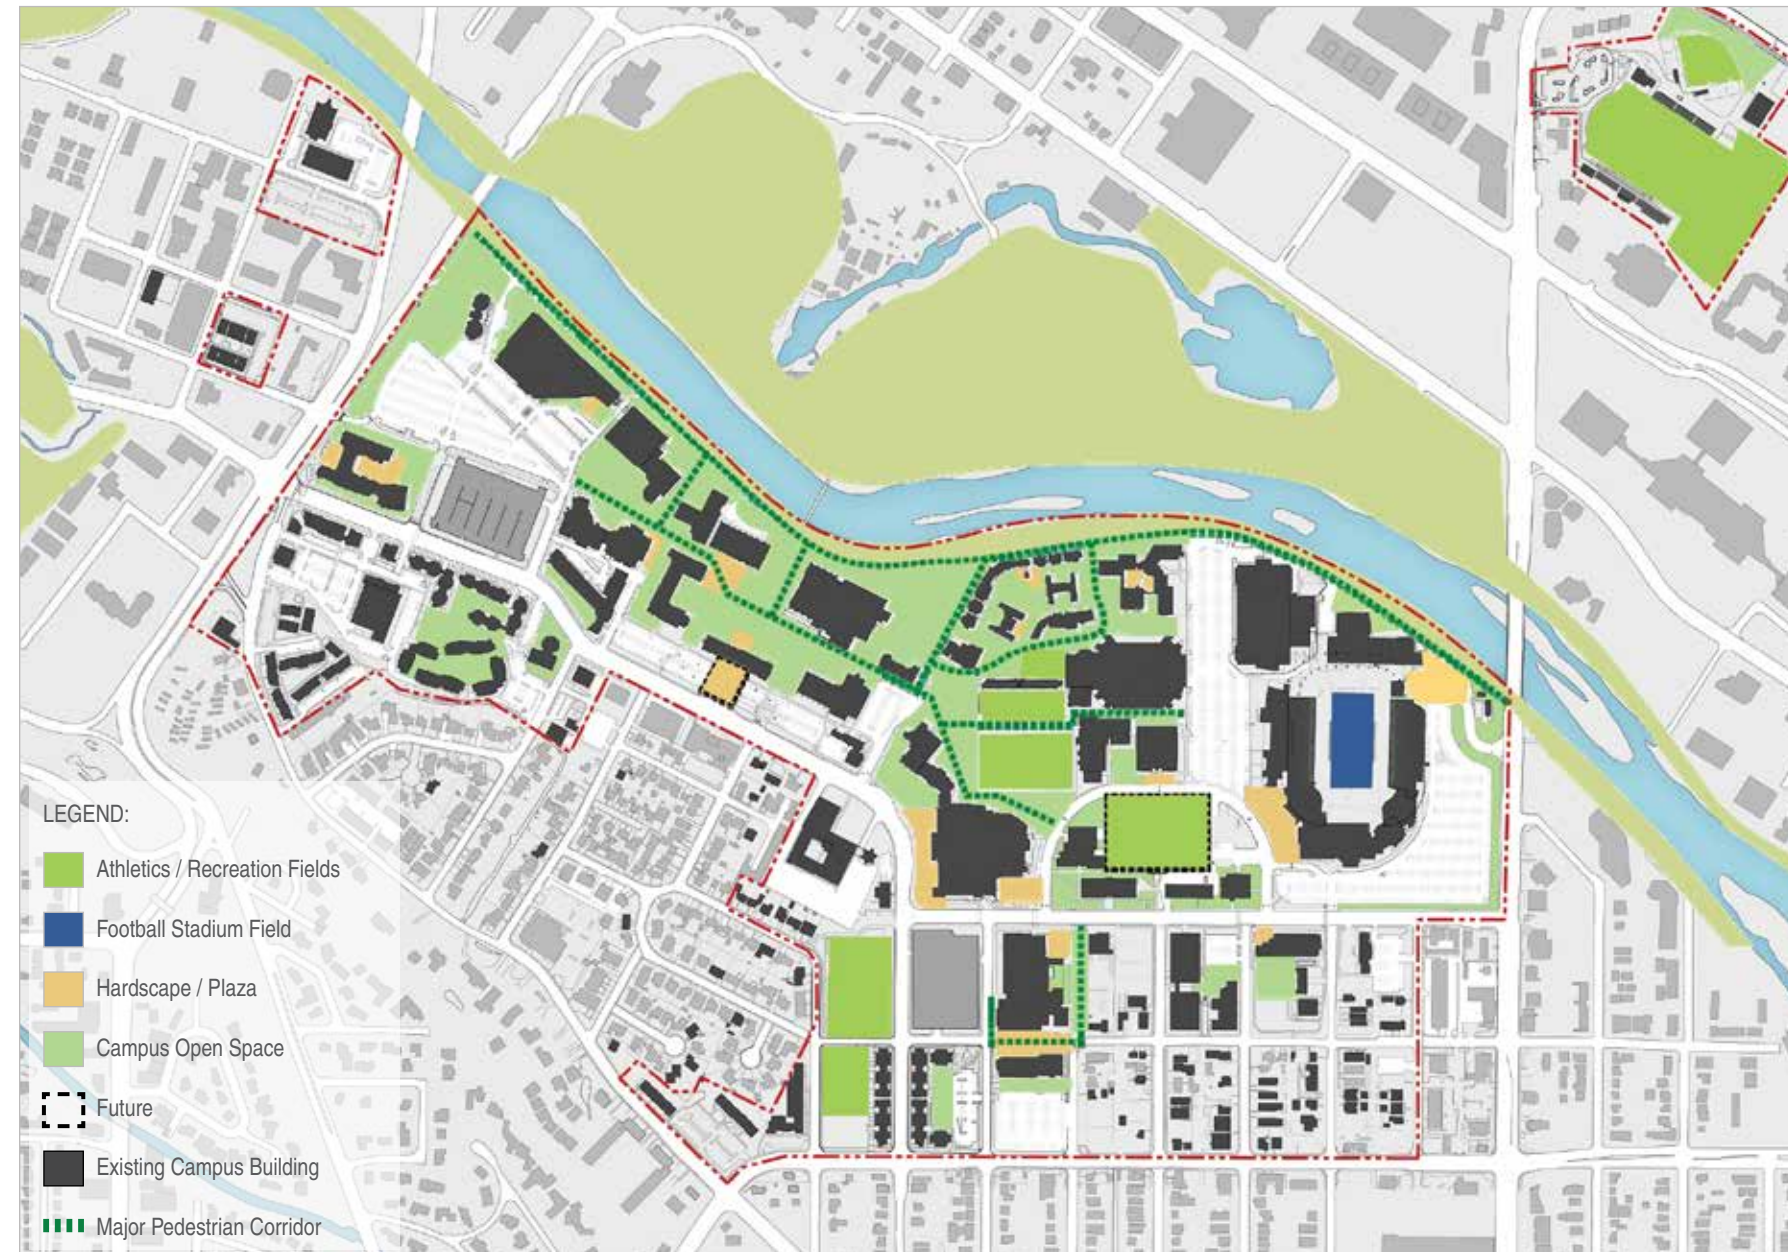 LEGEND:
Athletics / Recreation Fields
Football Stadium Field
Hardscape / Plaza
Campus Open Space
Future
Existing Campus Building
Major Pedestrian Corridor